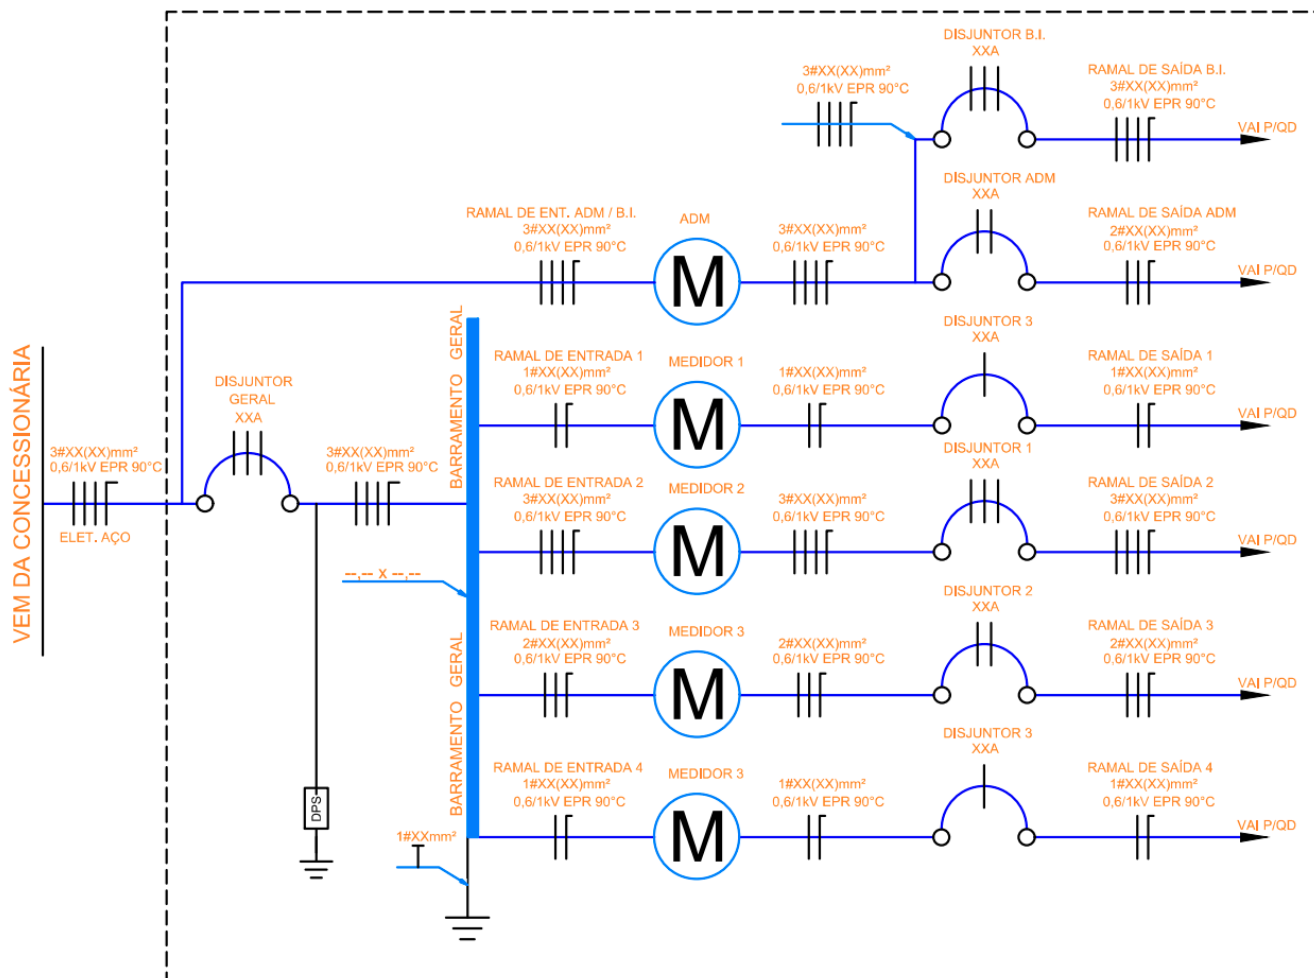 DISJUNTOR B.I.
XXA
3#XX(XX)mm²
0,6/1kV EPR 90°C
RAMAL DE SAÍDA B.I.
3#XX(XX)mm²
0,6/1kV EPR 90°C
VAI P/QD
RAMAL DE ENT. ADM / B.I.
3#XX(XX)mm²
0,6/1kV EPR 90°C
ADM
M
3#XX(XX)mm²
0,6/1kV EPR 90°C
DISJUNTOR ADM
XXA
RAMAL DE SAÍDA ADM
2#XX(XX)mm²
0,6/1kV EPR 90°C
VAI P/QD
VEM DA CONCESSIONÁRIA
3#XX(XX)mm²
0,6/1kV EPR 90°C
ELET. AÇO
DISJUNTOR
GERAL
XXA
3#XX(XX)mm²
0,6/1kV EPR 90°C
BARRAMENTO GERAL
BARRAMENTO GERAL
--,-- X --,--
DPS
1#XXmm²
RAMAL DE ENTRADA 1
1#XX(XX)mm²
0,6/1kV EPR 90°C
MEDIDOR 1
M
1#XX(XX)mm²
0,6/1kV EPR 90°C
DISJUNTOR 3
XXA
RAMAL DE SAÍDA 1
1#XX(XX)mm²
0,6/1kV EPR 90°C
VAI P/QD
RAMAL DE ENTRADA 2
3#XX(XX)mm²
0,6/1kV EPR 90°C
MEDIDOR 2
M
3#XX(XX)mm²
0,6/1kV EPR 90°C
DISJUNTOR 1
XXA
RAMAL DE SAÍDA 2
3#XX(XX)mm²
0,6/1kV EPR 90°C
VAI P/QD
RAMAL DE ENTRADA 3
2#XX(XX)mm²
0,6/1kV EPR 90°C
MEDIDOR 3
M
2#XX(XX)mm²
0,6/1kV EPR 90°C
DISJUNTOR 2
XXA
RAMAL DE SAÍDA 3
2#XX(XX)mm²
0,6/1kV EPR 90°C
VAI P/QD
RAMAL DE ENTRADA 4
1#XX(XX)mm²
0,6/1kV EPR 90°C
MEDIDOR 3
M
1#XX(XX)mm²
0,6/1kV EPR 90°C
DISJUNTOR 3
XXA
RAMAL DE SAÍDA 4
1#XX(XX)mm²
0,6/1kV EPR 90°C
VAI P/QD